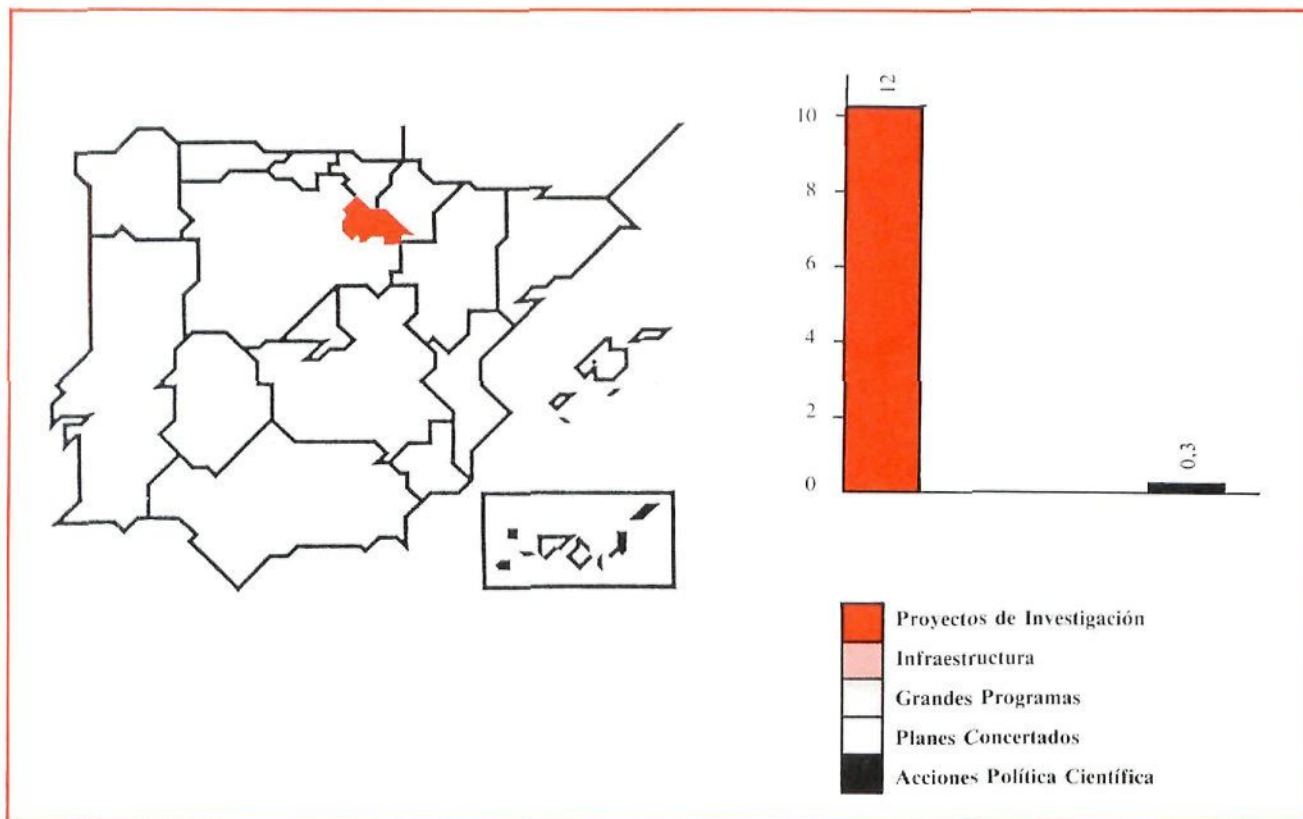 12
10
8
6
4
2
0
0,3
Proyectos de Investigación
Infraestructura
Grandes Programas
Planes Concertados
Acciones Política Científica